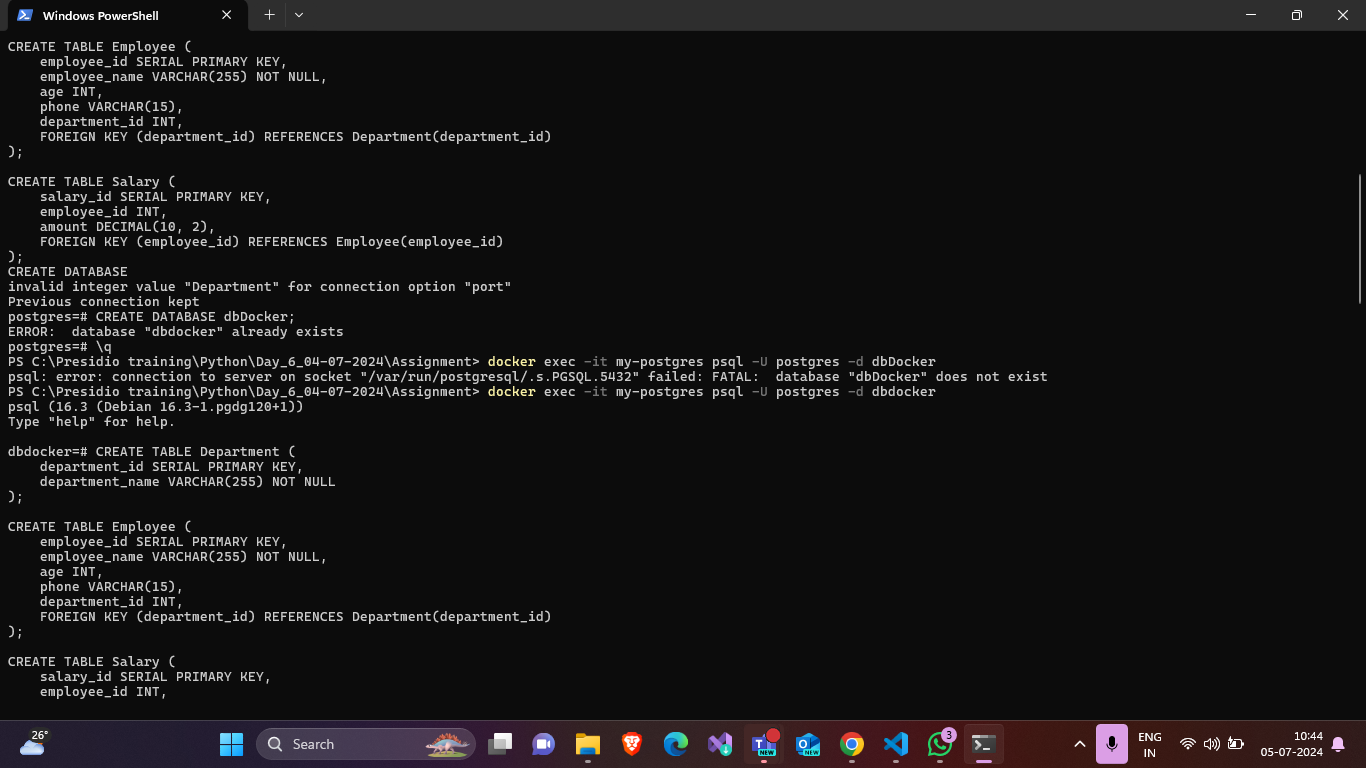 Windows PowerShell
CREATE TABLE Employee (
    employee_id SERIAL PRIMARY KEY,
    employee_name VARCHAR(255) NOT NULL,
    age INT,
    phone VARCHAR(15),
    department_id INT,
    FOREIGN KEY (department_id) REFERENCES Department(department_id)
);

CREATE TABLE Salary (
    salary_id SERIAL PRIMARY KEY,
    employee_id INT,
    amount DECIMAL(10, 2),
    FOREIGN KEY (employee_id) REFERENCES Employee(employee_id)
);
CREATE DATABASE
invalid integer value "Department" for connection option "port"
Previous connection kept
postgres=# CREATE DATABASE dbDocker;
ERROR:  database "dbdocker" already exists
postgres=# \q
PS C:\Presidio training\Python\Day_6_04-07-2024\Assignment> docker exec -it my-postgres psql -U postgres -d dbDocker
psql: error: connection to server on socket "/var/run/postgresql/.s.PGSQL.5432" failed: FATAL:  database "dbDocker" does not exist
PS C:\Presidio training\Python\Day_6_04-07-2024\Assignment> docker exec -it my-postgres psql -U postgres -d dbdocker
psql (16.3 (Debian 16.3-1.pgdg120+1))
Type "help" for help.

dbdocker=# CREATE TABLE Department (
    department_id SERIAL PRIMARY KEY,
    department_name VARCHAR(255) NOT NULL
);

CREATE TABLE Employee (
    employee_id SERIAL PRIMARY KEY,
    employee_name VARCHAR(255) NOT NULL,
    age INT,
    phone VARCHAR(15),
    department_id INT,
    FOREIGN KEY (department_id) REFERENCES Department(department_id)
);

CREATE TABLE Salary (
    salary_id SERIAL PRIMARY KEY,
    employee_id INT,
26°
Search
NEW
NEW
3
ENG
IN
10:44
05-07-2024